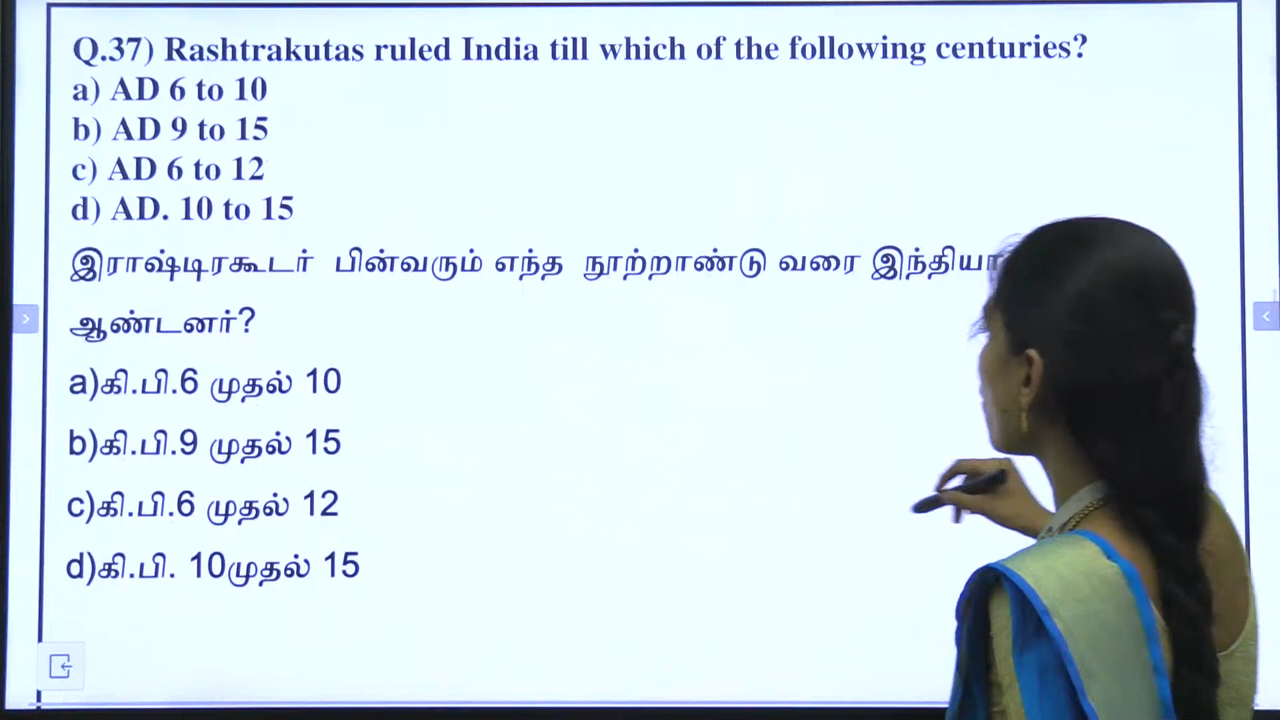 Q.37) Rashtrakutas ruled India till which of the following centuries?
a) AD 6 to 10
b) AD 9 to 15
c) AD 6 to 12
d) AD. 10 to 15
இராஷ்டிரகூடர் பின்வரும் எந்த நூற்றாண்டு வரை
ஆண்டனர்?
a)கி.பி.6 முதல் 10
b)கி.பி.9 முதல் 15
c)கி.பி.6 முதல் 12
d)கி.பி. 10முதல் 15